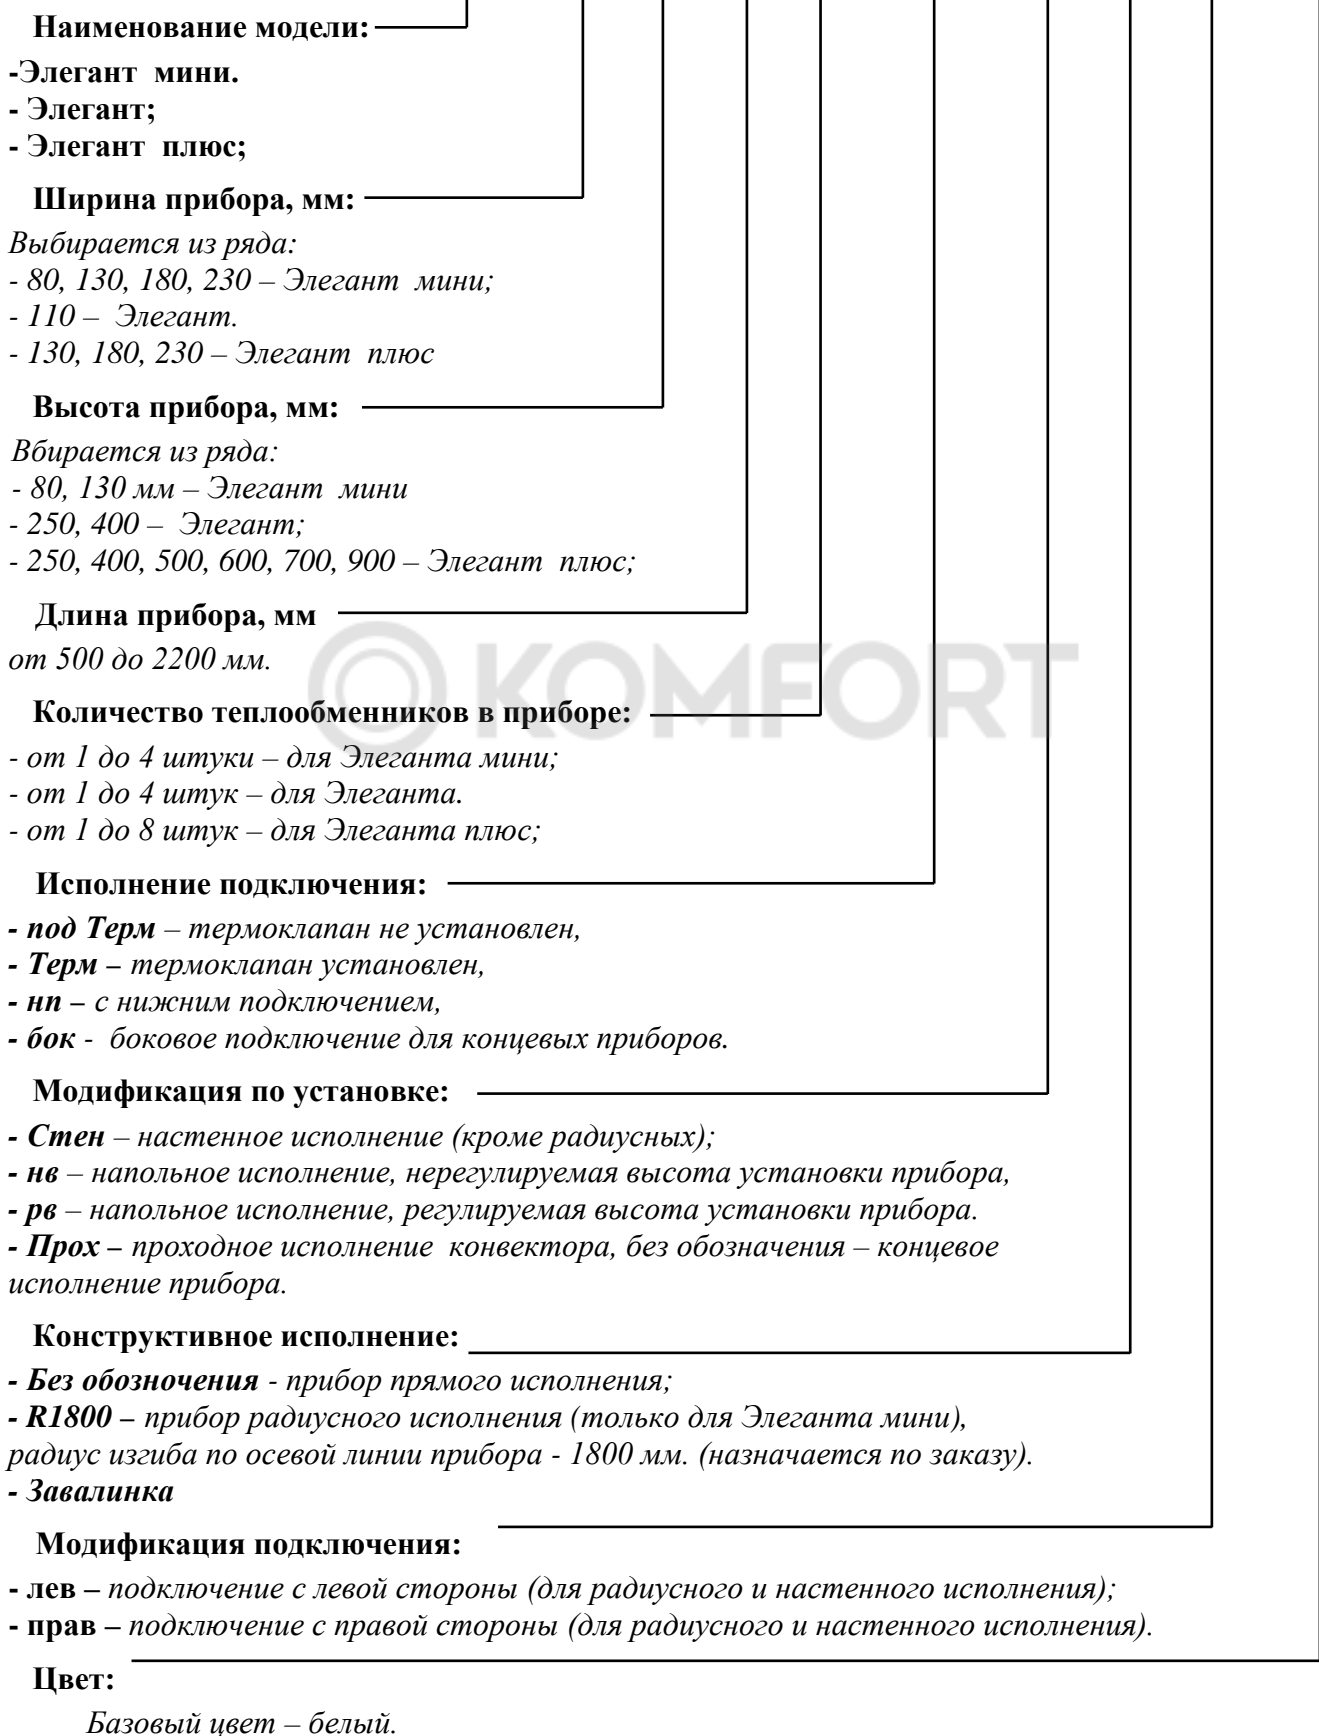 Наименование модели:
-Элегант мини.
- Элегант;
- Элегант плюс;
Ширина прибора, мм:
Выбирается из ряда:
- 80, 130, 180, 230 – Элегант мини;
- 110 – Элегант.
- 130, 180, 230 – Элегант плюс
Высота прибора, мм:
Вбирается из ряда:
- 80, 130 мм – Элегант мини
- 250, 400 – Элегант;
- 250, 400, 500, 600, 700, 900 – Элегант плюс;
Длина прибора, мм
от 500 до 2200 мм.
KOMFORT
Количество теплообменников в приборе:
- от 1 до 4 штуки – для Элеганта мини;
- от 1 до 4 штук – для Элеганта.
- от 1 до 8 штук – для Элеганта плюс;
Исполнение подключения:
- под Терм – термоклапан не установлен,
- Терм – термоклапан установлен,
- нп – с нижним подключением,
- бок - боковое подключение для концевых приборов.
Модификация по установке:
- Стен – настенное исполнение (кроме радиусных);
- нв – напольное исполнение, нерегулируемая высота установки прибора,
- рв – напольное исполнение, регулируемая высота установки прибора.
- Прох – проходное исполнение конвектора, без обозначения – концевое
исполнение прибора.
Конструктивное исполнение:
- Без обозночения - прибор прямого исполнения;
- R1800 – прибор радиусного исполнения (только для Элеганта мини),
радиус изгиба по осевой линии прибора - 1800 мм. (назначается по заказу).
- Завалинка
Модификация подключения:
- лев – подключение с левой стороны (для радиусного и настенного исполнения);
- прав – подключение с правой стороны (для радиусного и настенного исполнения).
Цвет:
Базовый цвет – белый.